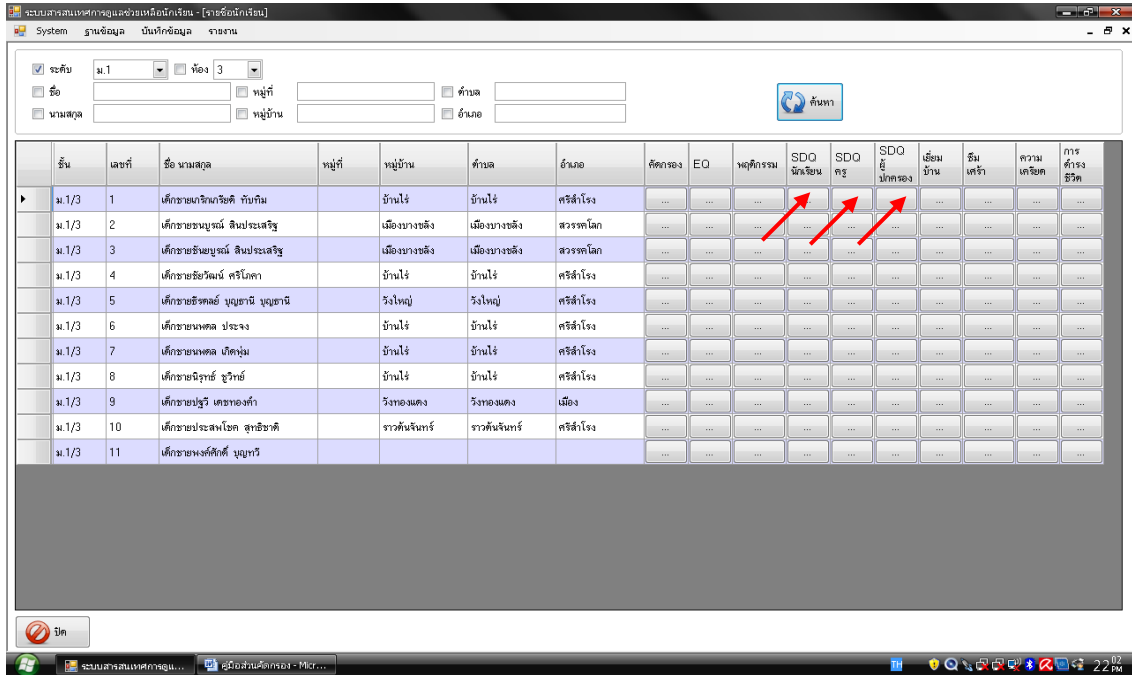 ระบบสารสนเทศการดูแลช่วยเหลือนักเรียน - [รายชื่อนักเรียน]
System ฐานข้อมูล บันทึกข้อมูล รายงาน
ระดับ ม.1 ห้อง 3
ชื่อ หมู่ที่ ตำบล
นามสกุล หมู่บ้าน อำเภอ
ค้นหา
ชั้น เลขที่ ชื่อ นามสกุล หมู่ที่ หมู่บ้าน ตำบล อำเภอ คัดกรอง EQ พฤติกรรม SDQ นักเรียน SDQ ครู SDQ ผู้ปกครอง เยี่ยมบ้าน ซึมเศร้า ความเครียด การดำรงชีวิต
ม.1/3 1 เด็กชายเกริกเกรียติ ทับทิม บ้านไร่ บ้านไร่ ศรีสำโรง ... ... ... ... ... ... ... ... ... ...
ม.1/3 2 เด็กชายชนบูรณ์ สินประเสริฐ เมืองบางขลัง เมืองบางขลัง สวรรคโลก ... ... ... ... ... ... ... ... ... ...
ม.1/3 3 เด็กชายชันยบูรณ์ สินประเสริฐ เมืองบางขลัง เมืองบางขลัง สวรรคโลก ... ... ... ... ... ... ... ... ... ...
ม.1/3 4 เด็กชายชัยวัฒน์ ศรีโภคา บ้านไร่ บ้านไร่ ศรีสำโรง ... ... ... ... ... ... ... ... ... ...
ม.1/3 5 เด็กชายธีรดลย์ บุญธานี บุญธานี วังใหญ่ วังใหญ่ ศรีสำโรง ... ... ... ... ... ... ... ... ... ...
ม.1/3 6 เด็กชายนพดล ประจง บ้านไร่ บ้านไร่ ศรีสำโรง ... ... ... ... ... ... ... ... ... ...
ม.1/3 7 เด็กชายนพดล เกิดพุ่ม บ้านไร่ บ้านไร่ ศรีสำโรง ... ... ... ... ... ... ... ... ... ...
ม.1/3 8 เด็กชายนิรุทธ์ ชูวิทย์ บ้านไร่ บ้านไร่ ศรีสำโรง ... ... ... ... ... ... ... ... ... ...
ม.1/3 9 เด็กชายปฐวี เดชทองคำ วังทองแดง วังทองแดง เมือง ... ... ... ... ... ... ... ... ... ...
ม.1/3 10 เด็กชายประสพโชค สุทธิชาติ ราวต้นจันทร์ ราวต้นจันทร์ ศรีสำโรง ... ... ... ... ... ... ... ... ... ...
ม.1/3 11 เด็กชายพงศ์ศักดิ์ บุญทวี ... ... ... ... ... ... ... ... ... ...
ปิด
ระบบสารสนเทศการดูแ... คู่มือส่วนคัดกรอง - Micr... TH 22 02 PM